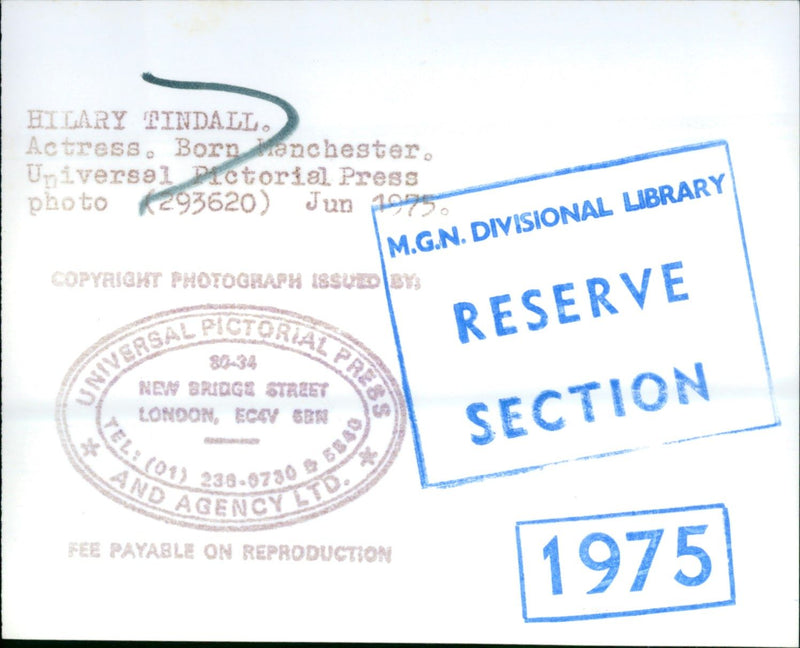 HILARY TINDALL.
Actress. Born Manchester.
Universal Pictorial Press
photo (293620) Jun 1975.
M.G.N. DIVISIONAL LIBRARY
RESERVE
SECTION
COPYRIGHT PHOTOGRAPH ISSUED BY:
UNIVERSAL PICTORIAL PRESS
30-34
NEW BRIDGE STREET
LONDON, EC4V 6BN
TEL: (01) 236-6730 & 5840
AND AGENCY LTD.
FEE PAYABLE ON REPRODUCTION
1975